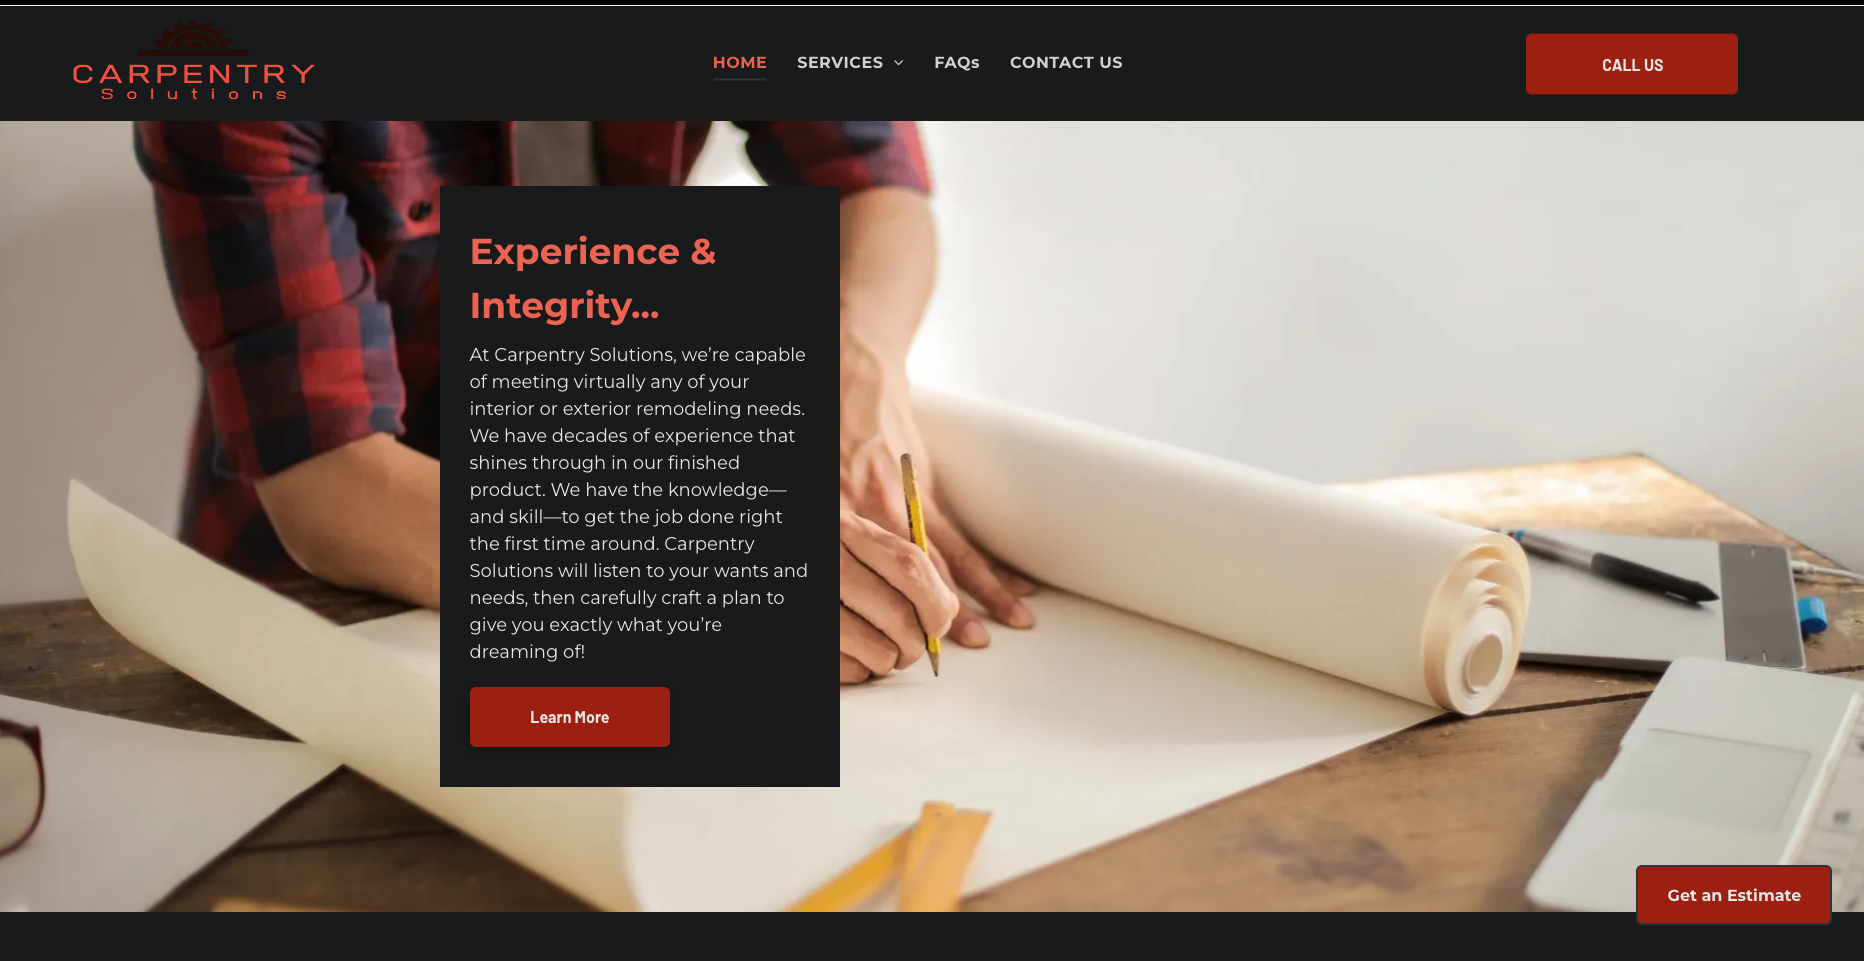 CARPENTRY
Solutions
HOME
SERVICES
FAQs
CONTACT US
CALL US
Experience &
Integrity...
At Carpentry Solutions, we’re capable
of meeting virtually any of your
interior or exterior remodeling needs.
We have decades of experience that
shines through in our finished
product. We have the knowledge—
and skill—to get the job done right
the first time around. Carpentry
Solutions will listen to your wants and
needs, then carefully craft a plan to
give you exactly what you’re
dreaming of!
Learn More
Get an Estimate